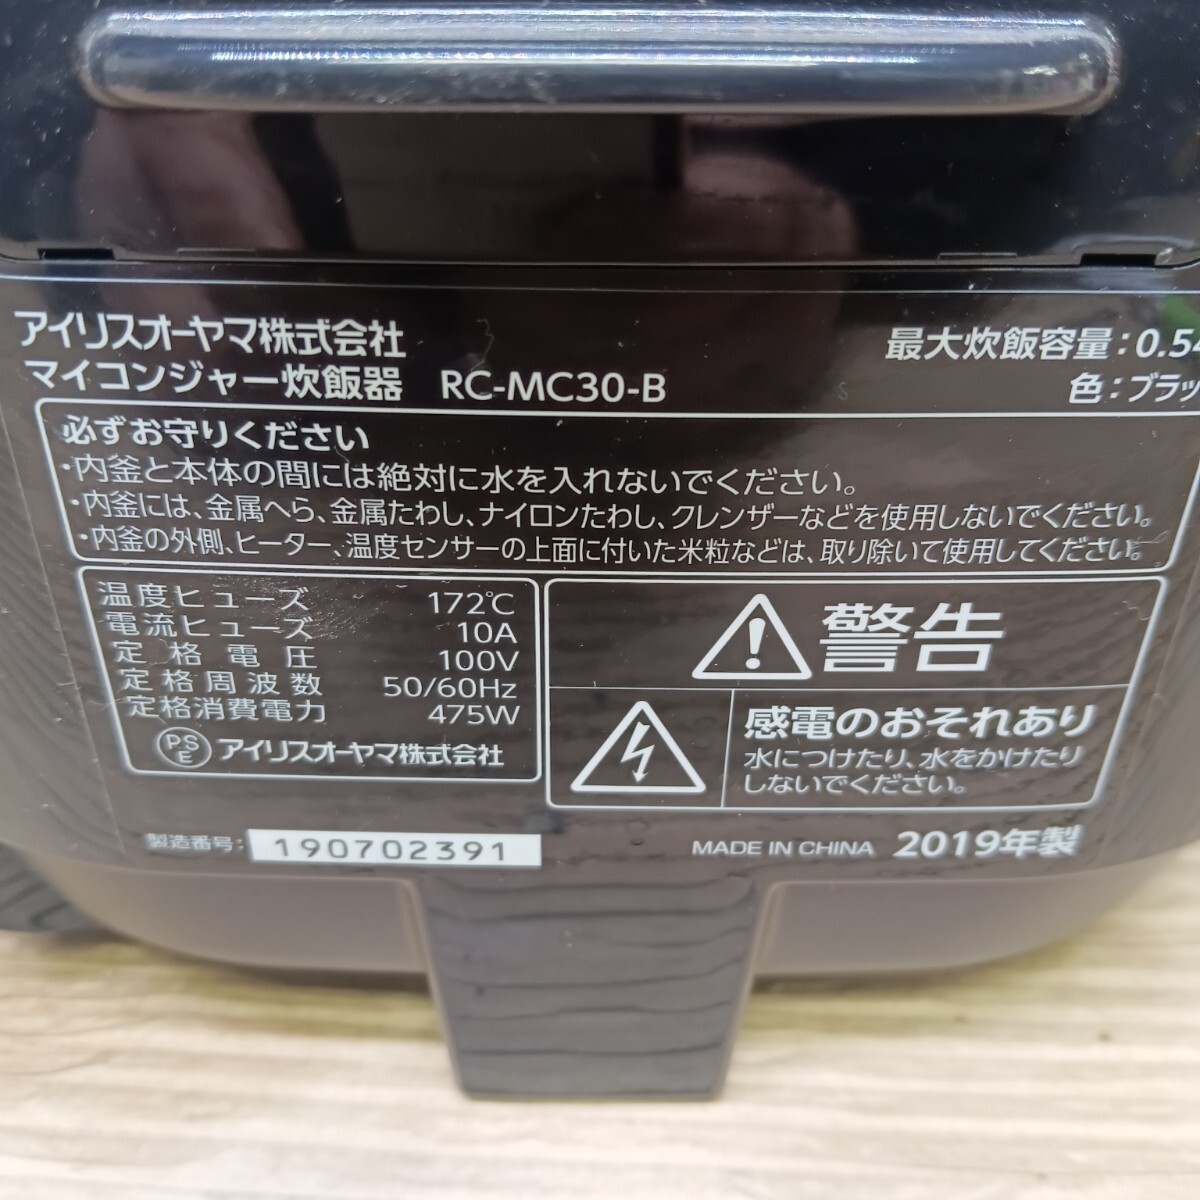 アイリスオーヤマ株式会社
マイコンジャー炊飯器 RC-MC30-B
最大炊飯容量:0.54
色:ブラッ
必ずお守りください
・内釜と本体の間には絶対に水を入れないでください。
・内釜には、金属へら、金属たわし、ナイロンたわし、クレンザーなどを使用しないでください。
・内釜の外側、ヒーター、温度センサーの上面に付いた米粒などは、取り除いて使用してください。
温度ヒューズ 172℃
電流ヒューズ 10A
定格電圧 100V
定格周波数 50/60Hz
定格消費電力 475W
PSE アイリスオーヤマ株式会社
警告
感電のおそれあり
水につけたり、水をかけたり
しないでください。
製造番号: 190702391
MADE IN CHINA 2019年製